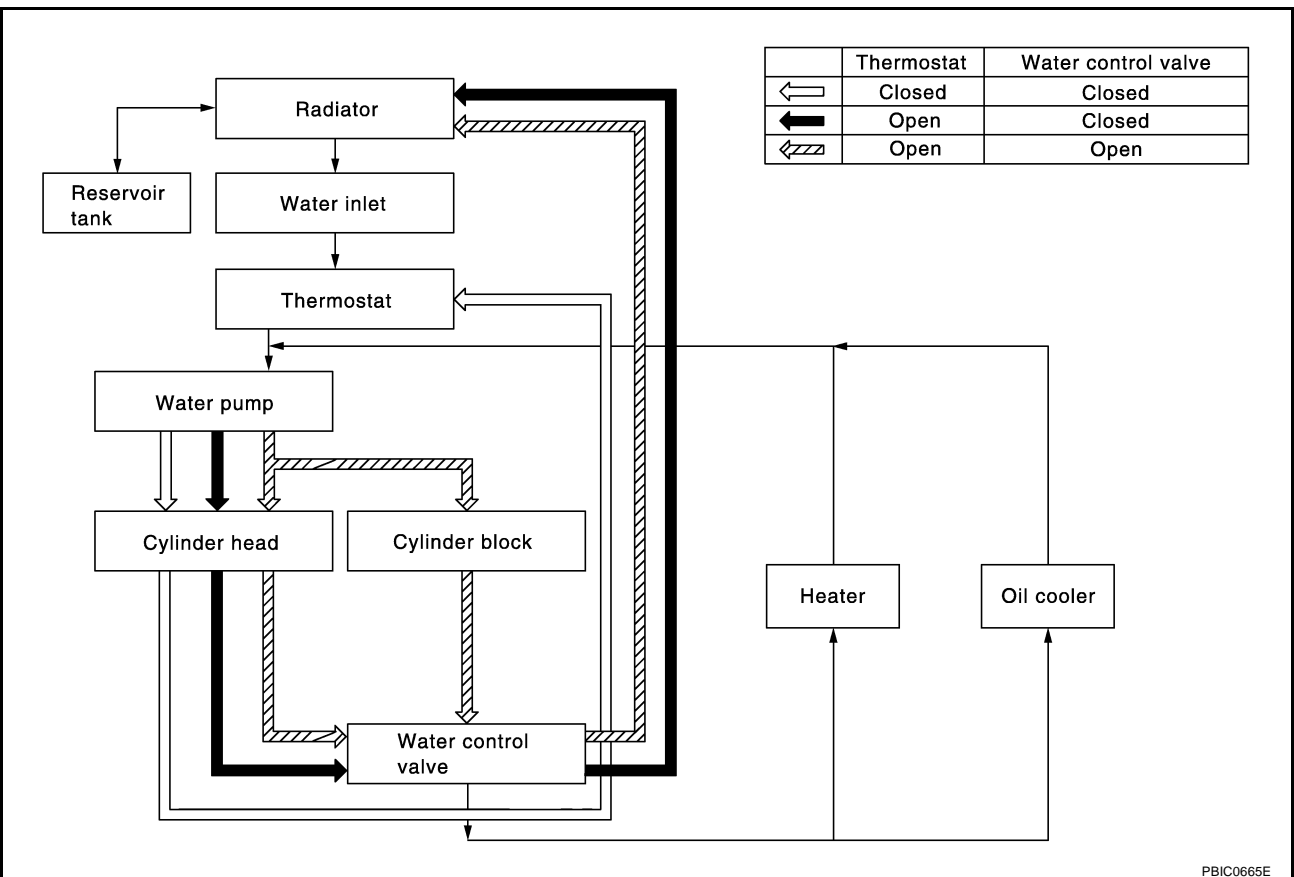 Thermostat Water control valve
Closed Closed
Open Closed
Open Open
Radiator
Reservoir
tank
Water inlet
Thermostat
Water pump
Cylinder head
Cylinder block
Heater
Oil cooler
Water control
valve
PBIC0665E